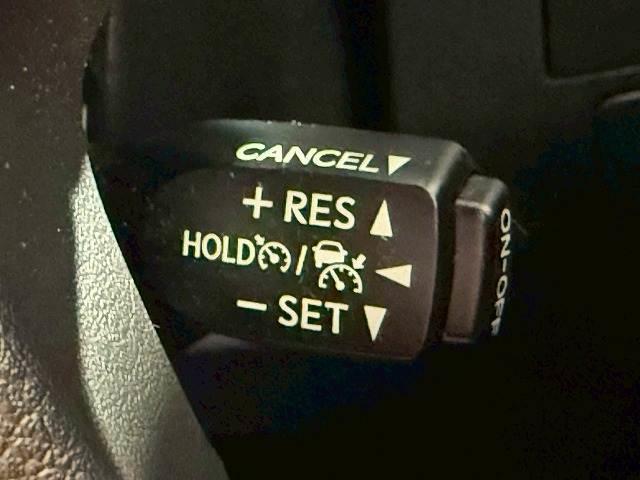 CANCEL▼
+ RES ▲
HOLD / ◀
− SET ▼
ON-OFF